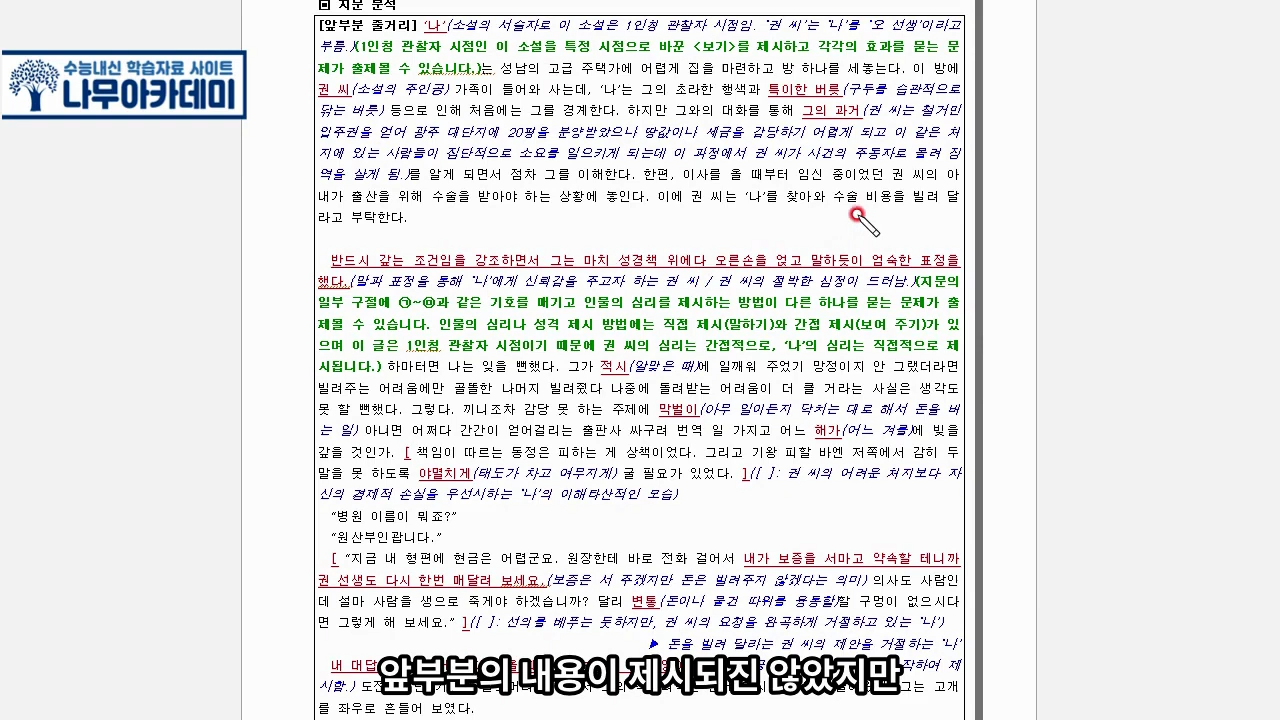 ▣ 지문 분석
[앞부분 줄거리] ‘나’(소설의 서술자로 이 소설은 1인칭 관찰자 시점임. ‘권 씨’는 ‘나’를 ‘오 선생’이라고
부름.)(1인칭 관찰자 시점인 이 소설을 특정 시점으로 바꾼 <보기>를 제시하고 각각의 효과를 묻는 문
제가 출제될 수 있습니다.)는 성남의 고급 주택가에 어렵게 집을 마련하고 방 하나를 세놓는다. 이 방에
권 씨(소설의 주인공) 가족이 들어와 사는데, ‘나’는 그의 초라한 행색과 특이한 버릇(구두를 습관적으로
닦는 버릇) 등으로 인해 처음에는 그를 경계한다. 하지만 그와의 대화를 통해 그의 과거(권 씨는 철거민
입주권을 얻어 광주 대단지에 20평을 분양받았으나 땅값이나 세금을 감당하기 어렵게 되고 이 같은 처
지에 있는 사람들이 집단적으로 소요를 일으키게 되는데 이 과정에서 권 씨가 사건의 주동자로 몰려 징
역을 살게 됨.)를 알게 되면서 점차 그를 이해한다. 한편, 이사를 올 때부터 임신 중이었던 권 씨의 아
내가 출산을 위해 수술을 받아야 하는 상황에 놓인다. 이에 권 씨는 ‘나’를 찾아와 수술 비용을 빌려 달
라고 부탁한다.
반드시 갚는 조건임을 강조하면서 그는 마치 성경책 위에다 오른손을 얹고 말하듯이 엄숙한 표정을
했다.(말과 표정을 통해 ‘나’에게 신뢰감을 주고자 하는 권 씨 / 권 씨의 절박한 심정이 드러남.)(지문의
일부 구절에 ㉠~㉤과 같은 기호를 매기고 인물의 심리를 제시하는 방법이 다른 하나를 묻는 문제가 출
제될 수 있습니다. 인물의 심리나 성격 제시 방법에는 직접 제시(말하기)와 간접 제시(보여 주기)가 있
으며 이 글은 1인칭 관찰자 시점이기 때문에 권 씨의 심리는 간접적으로, ‘나’의 심리는 직접적으로 제
시됩니다.) 하마터면 나는 잊을 뻔했다. 그가 적시(알맞은 때)에 일깨워 주었기 망정이지 안 그랬더라면
빌려주는 어려움에만 골똘한 나머지 빌려줬다 나중에 돌려받는 어려움이 더 클 거라는 사실은 생각도
못 할 뻔했다. 그렇다. 끼니조차 감당 못 하는 주제에 막벌이(아무 일이든지 닥치는 대로 해서 돈을 버
는 일) 아니면 어쩌다 간간이 얻어걸리는 출판사 싸구려 번역 일 가지고 어느 해가(어느 겨를)에 빚을
갚을 것인가. [ 책임이 따르는 동정은 피하는 게 상책이었다. 그리고 기왕 피할 바엔 저쪽에서 감히 두
말을 못 하도록 야멸치게(태도가 차고 여무지게) 굴 필요가 있었다. ]([ ]: 권 씨의 어려운 처지보다 자
신의 경제적 손실을 우선시하는 ‘나’의 이해타산적인 모습)
“병원 이름이 뭐죠?”
“원산부인괍니다.”
[ “지금 내 형편에 현금은 어렵군요. 원장한테 바로 전화 걸어서 내가 보증을 서마고 약속할 테니까
권 선생도 다시 한번 매달려 보세요.(보증은 서 주겠지만 돈은 빌려주지 않겠다는 의미) 의사도 사람인
데 설마 사람을 생으로 죽게야 하겠습니까? 달리 변통(돈이나 물건 따위를 융통함)할 구멍이 없으시다
면 그렇게 해 보세요.” ]([ ]: 선의를 베푸는 듯하지만, 권 씨의 요청을 완곡하게 거절하고 있는 ‘나’)
▶ 돈을 빌려 달라는 권 씨의 제안을 거절하는 ‘나’
내 대답
시함.)
그는 고개
를 좌우로 흔들어 보였다.
수능내신 학습자료 사이트
나무아카데미
앞부분의 내용이 제시되진 않았지만